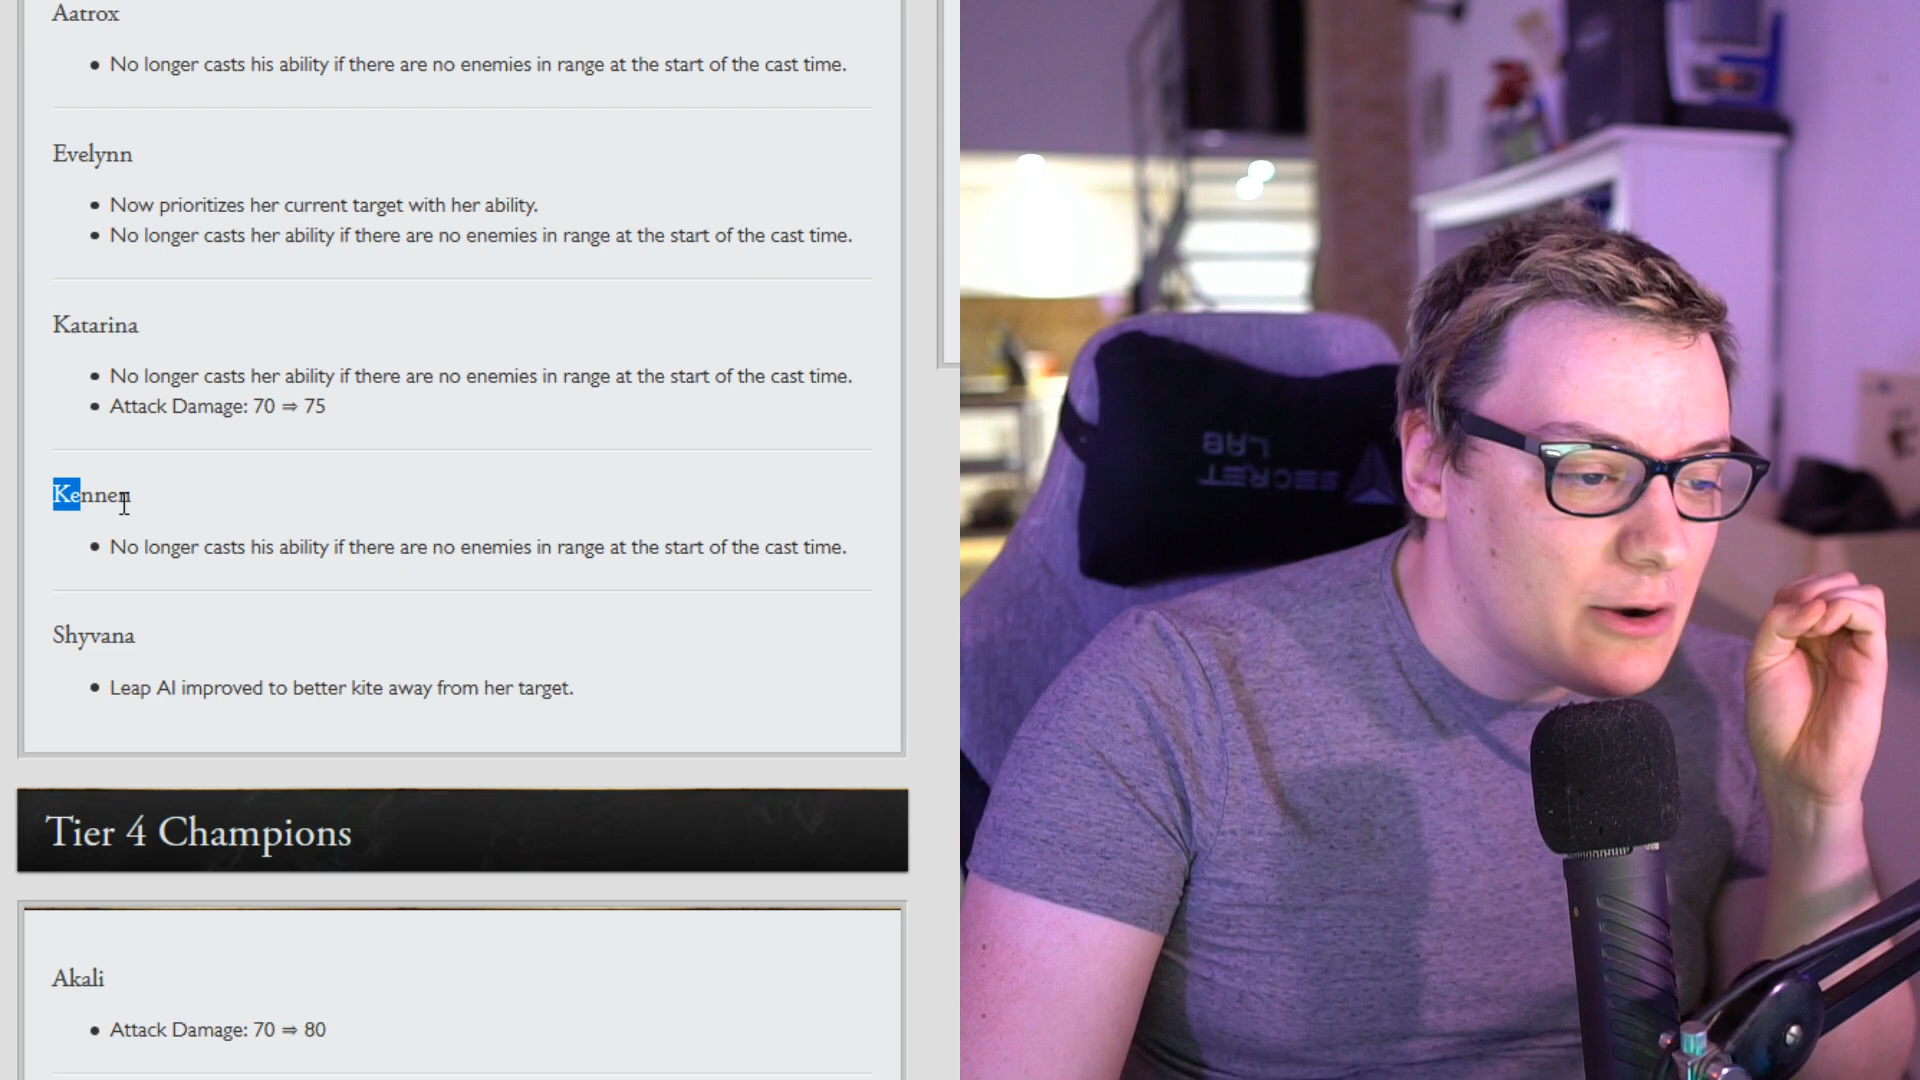 Aatrox
No longer casts his ability if there are no enemies in range at the start of the cast time.
Evelynn
Now prioritizes her current target with her ability.
No longer casts her ability if there are no enemies in range at the start of the cast time.
Katarina
No longer casts her ability if there are no enemies in range at the start of the cast time.
Attack Damage: 70 ⇒ 75
Kennen
No longer casts his ability if there are no enemies in range at the start of the cast time.
Shyvana
Leap AI improved to better kite away from her target.
Tier 4 Champions
Akali
Attack Damage: 70 ⇒ 80
SECRET
LAB